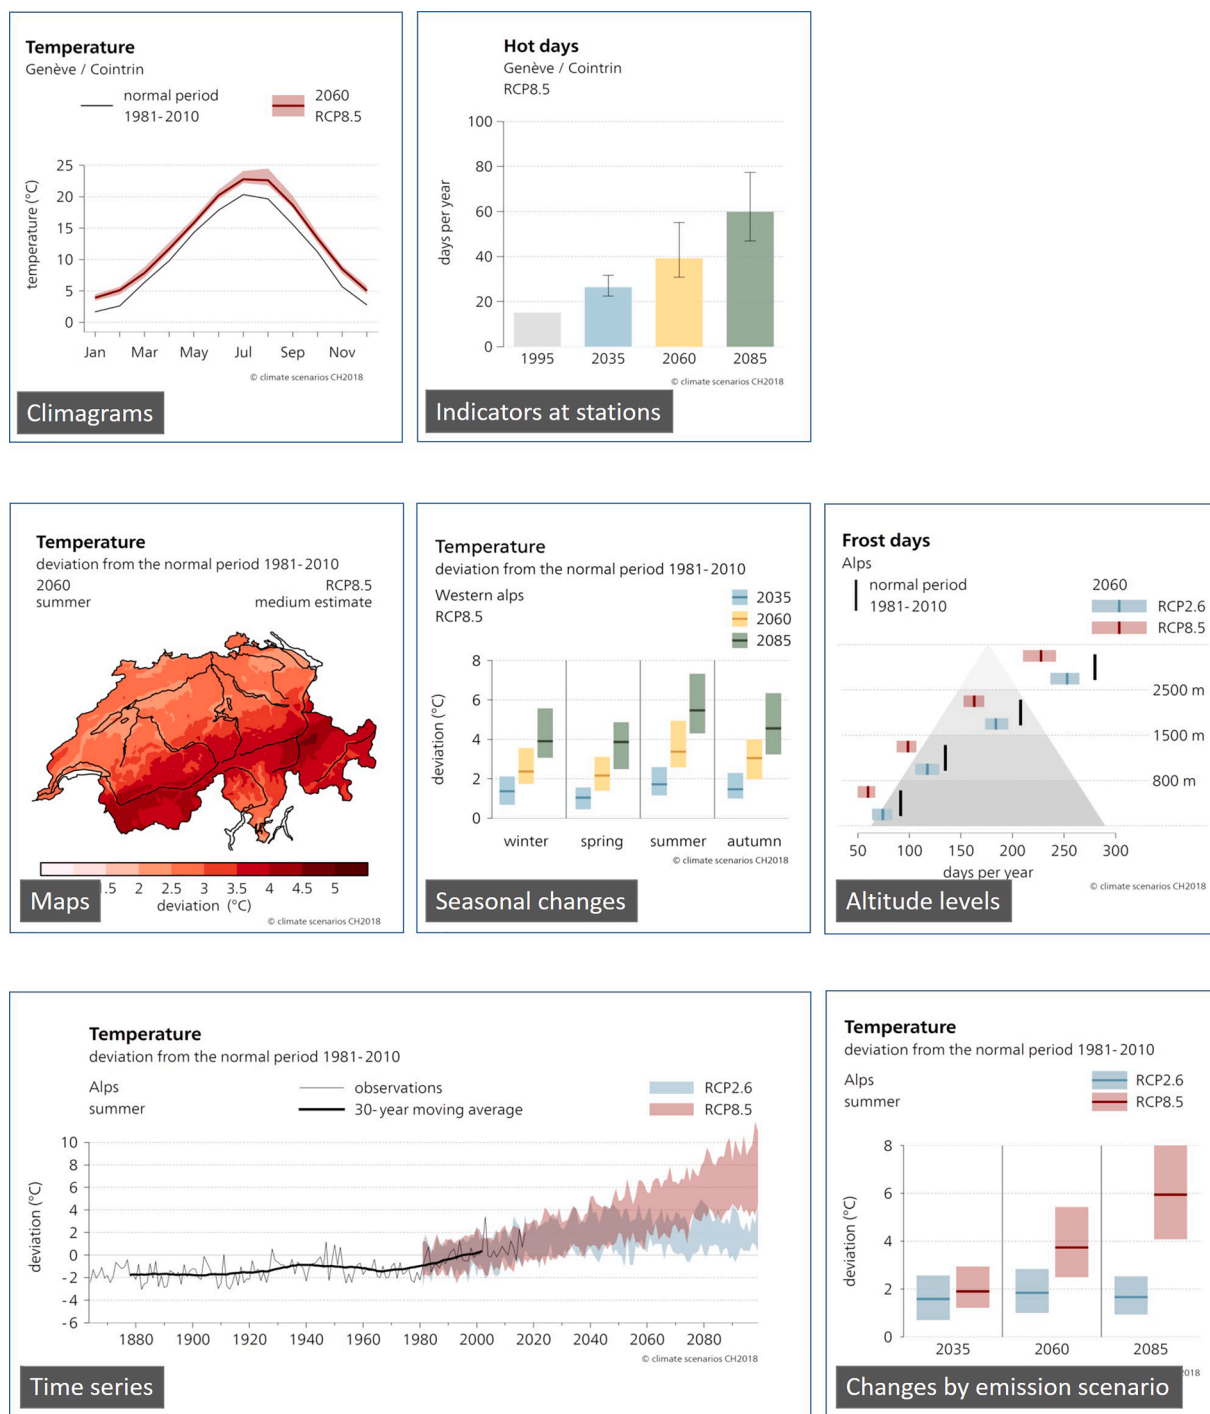 Temperature
Genève / Cointrin
normal period
1981-2010
2060
RCP8.5
25
20
15
10
5
0
temperature (°C)
Jan Mar May Jul Sep Nov
© climate scenarios CH2018
Climagrams
Hot days
Genève / Cointrin
RCP8.5
100
80
60
40
20
0
days per year
1995 2035 2060 2085
© climate scenarios CH2018
Indicators at stations
Temperature
deviation from the normal period 1981-2010
2060 RCP8.5
summer medium estimate
.5 2 2.5 3 3.5 4 4.5 5
deviation (°C)
© climate scenarios CH2018
Maps
Temperature
deviation from the normal period 1981-2010
Western alps
RCP8.5
2035
2060
2085
8
6
4
2
0
deviation (°C)
winter spring summer autumn
© climate scenarios CH2018
Seasonal changes
Frost days
Alps
normal period
1981-2010
2060
RCP2.6
RCP8.5
2500 m
1500 m
800 m
50 100 150 200 250 300
days per year
© climate scenarios CH2018
Altitude levels
Temperature
deviation from the normal period 1981-2010
Alps
summer
observations
30-year moving average
RCP2.6
RCP8.5
10
8
6
4
2
0
-2
-4
-6
deviation (°C)
1880 1900 1920 1940 1960 1980 2000 2020 2040 2060 2080
© climate scenarios CH2018
Time series
Temperature
deviation from the normal period 1981-2010
Alps
summer
RCP2.6
RCP8.5
8
6
4
2
0
deviation (°C)
2035 2060 2085
2018
Changes by emission scenario